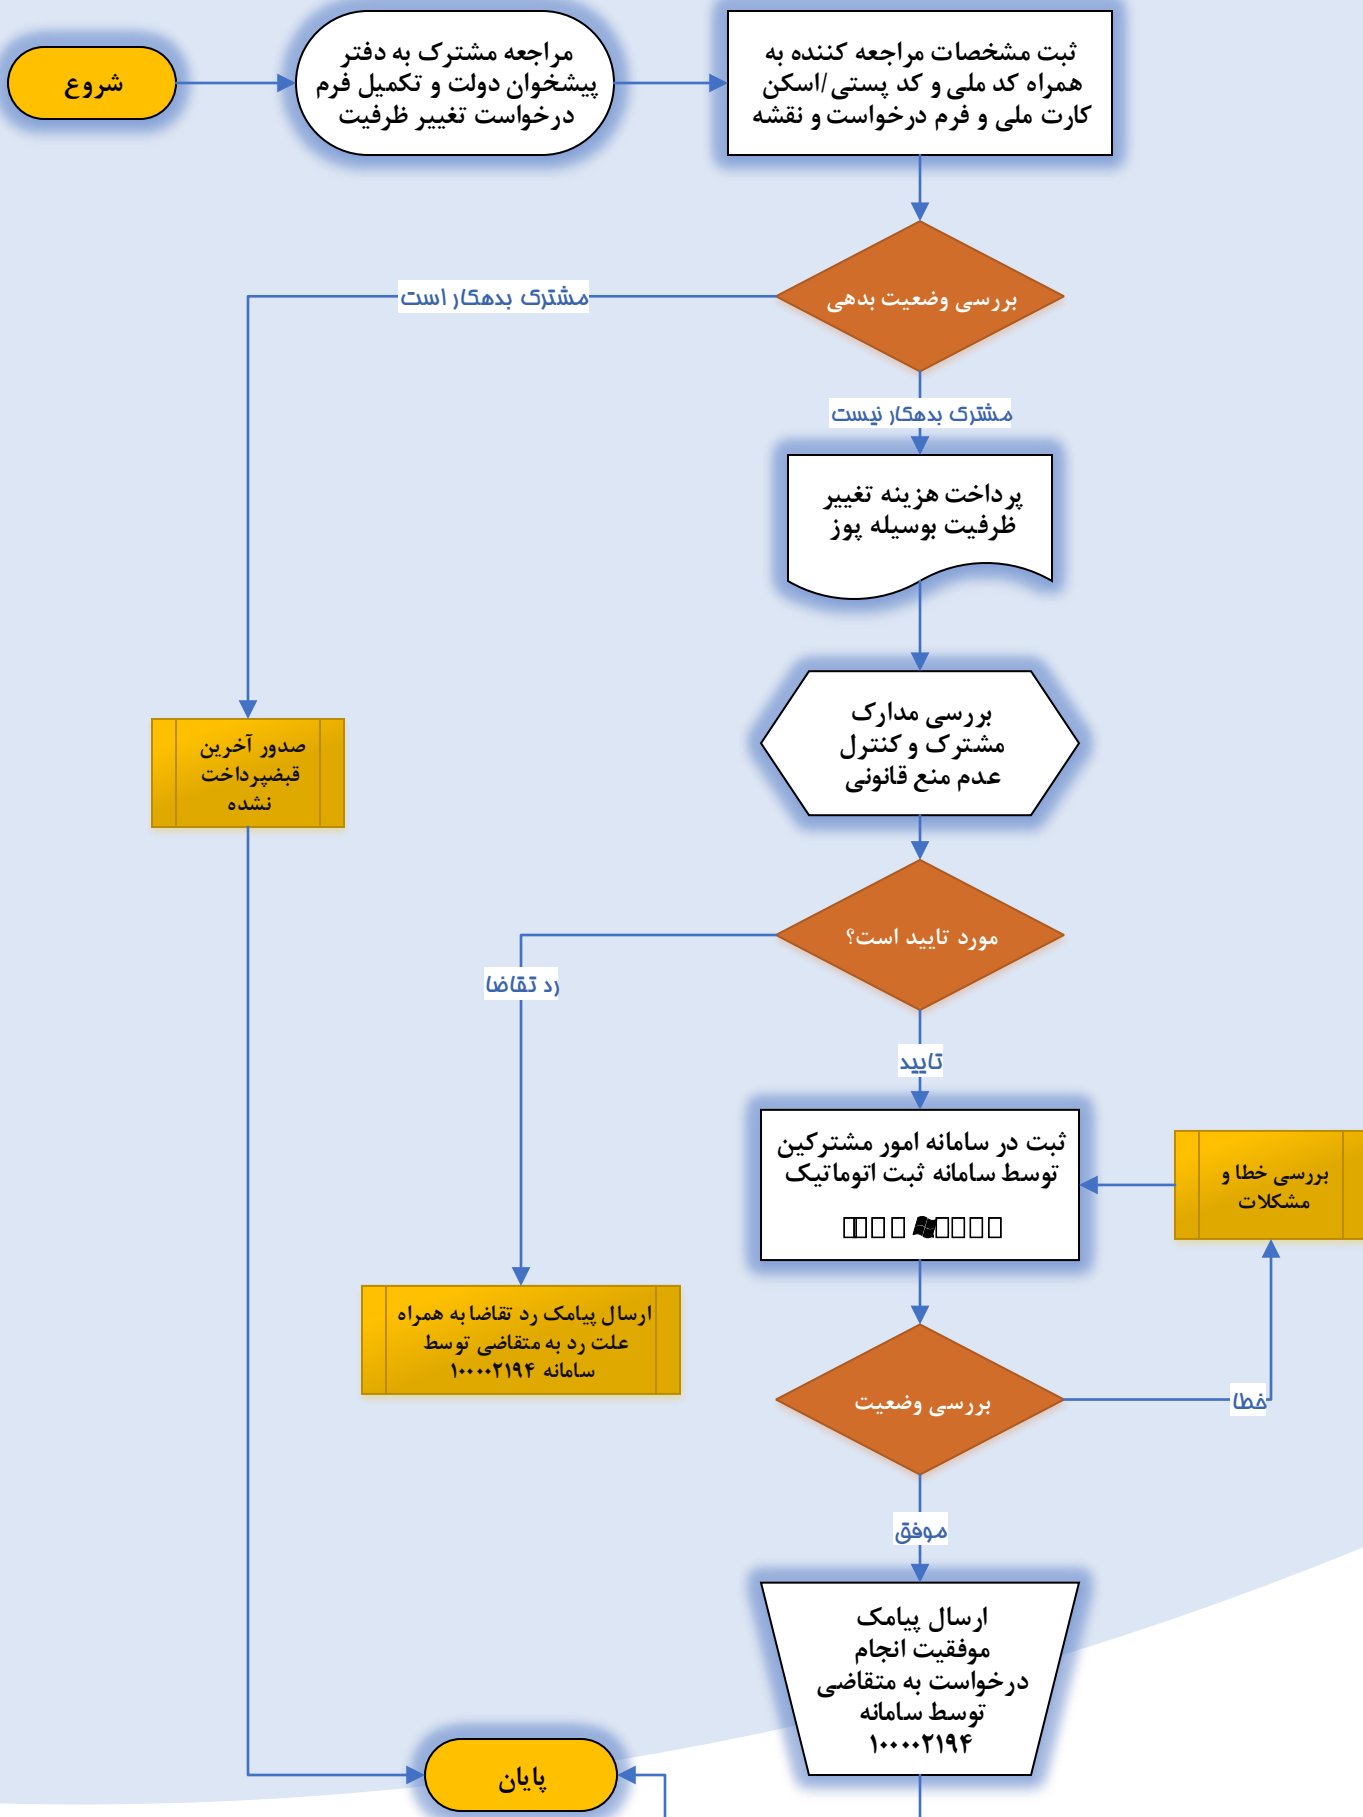 شروع
مراجعه مشترک به دفتر
پیشخوان دولت و تکمیل فرم
درخواست تغییر ظرفیت
ثبت مشخصات مراجعه کننده به
همراه کد ملی و کد پستی/اسکن
کارت ملی و فرم درخواست و نقشه
بررسی وضعیت بدهی
مشترک بدهکار است
مشترک بدهکار نیست
پرداخت هزینه تغییر
ظرفیت بوسیله پوز
بررسی مدارک
مشترک و کنترل
عدم منع قانونی
صدور آخرین
قبضپرداخت
نشده
مورد تایید است؟
رد تقاضا
تایید
ثبت در سامانه امور مشترکین
توسط سامانه ثبت اتوماتیک
بررسی خطا و
مشکلات
ارسال پیامک رد تقاضا به همراه
علت رد به متقاضی توسط
سامانه ۱۰۰۰۰۲۱۹۴
بررسی وضعیت
خطا
موفق
ارسال پیامک
موفقیت انجام
درخواست به متقاضی
توسط سامانه
۱۰۰۰۰۲۱۹۴
پایان